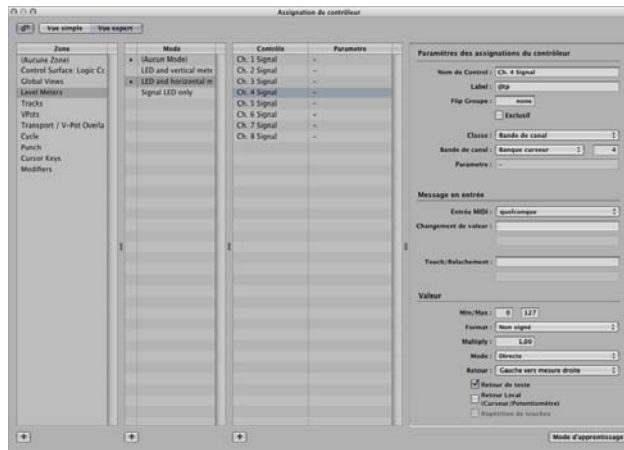 Assignation du contrôleur
Vue simple Vue expert
Zone
(Aucune Zone)
Control Surface: Logic Cc
Global Views
Level Meters
Tracks
VPots
Transport / V-Pot Overla
Cycle
Punch
Cursor Keys
Modifiers
Mode
(Aucun Mode)
LED and vertical mete
LED and horizontal m
Signal LED only
Contrôle Parametre
Ch. 1 Signal -
Ch. 2 Signal -
Ch. 3 Signal -
Ch. 4 Signal -
Ch. 5 Signal -
Ch. 6 Signal -
Ch. 7 Signal -
Ch. 8 Signal -
Paramètres des assignations du contrôleur
Nom de Control : Ch. 4 Signal
Label : @tp
Flip Groupe : none
Exclusif
Classe : Bande de canal
Bande de canal : Banque curseur 4
Parametre : -
Message en entrée
Entrée MIDI : quelconque
Changement de valeur :
Touch/Relachement :
Valeur
Min/Max : 0 127
Format : Non signé
Multiply : 1.00
Mode : Directe
Retour : Gauche vers mesure droite
Retour de texte
Retour Local
(Curseur/Potentiomètre)
Répétition de touches
Mode d'apprentissage